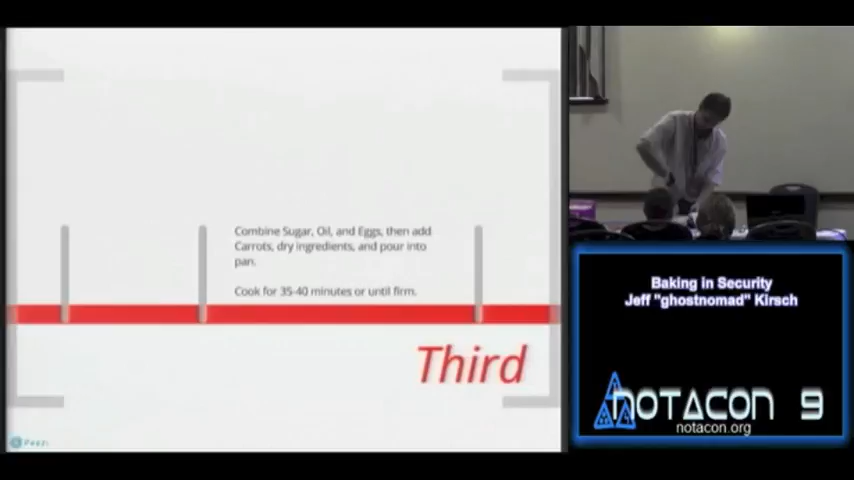 Combine Sugar, Oil, and Eggs, then add
Carrots, dry ingredients, and pour into
pan.
Cook for 35-40 minutes or until firm.
Third
Prezi
Baking in Security
Jeff "ghostnomad" Kirsch
NOTACON 9
notacon.org